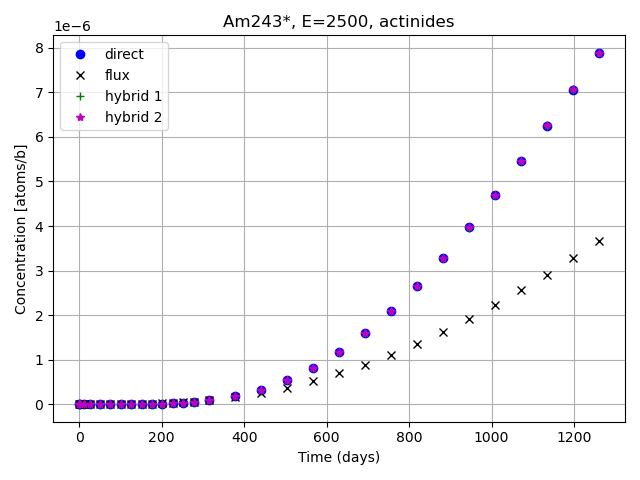 Am243*, E=2500, actinides
1e−6
8
7
6
5
4
3
2
1
0
Concentration [atoms/b]
direct
flux
hybrid 1
hybrid 2
0 200 400 600 800 1000 1200
Time (days)